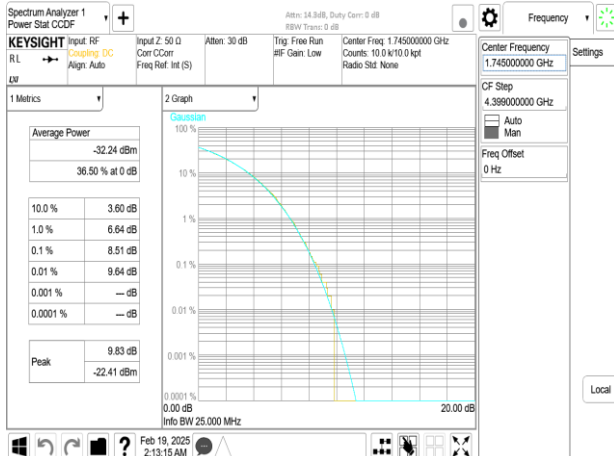 Spectrum Analyzer 1
Power Stat CCDF
Attn: 14.3dB, Duty Corr: 0 dB
RBW Trans: 0 dB
Frequency
KEYSIGHT
RL
LXI
Input: RF
Coupling: DC
Align: Auto
Input Z: 50 Ω
Corr CCorr
Freq Ref: Int (S)
Atten: 30 dB
Trig: Free Run
#IF Gain: Low
Center Freq: 1.745000000 GHz
Counts: 10.0 k/10.0 kpt
Radio Std: None
Center Frequency
1.745000000 GHz
Settings
CF Step
4.399000000 GHz
Auto
Man
Freq Offset
0 Hz
Local
1 Metrics
Average Power
-32.24 dBm
36.50 % at 0 dB
10.0 % 3.60 dB
1.0 % 6.64 dB
0.1 % 8.51 dB
0.01 % 9.64 dB
0.001 % --- dB
0.0001 % --- dB
Peak
9.83 dB
-22.41 dBm
2 Graph
Gaussian
100 %
10 %
1 %
0.1 %
0.01 %
0.001 %
0.0001 %
0.00 dB 20.00 dB
Info BW 25.000 MHz
?
Feb 19, 2025
2:13:15 AM